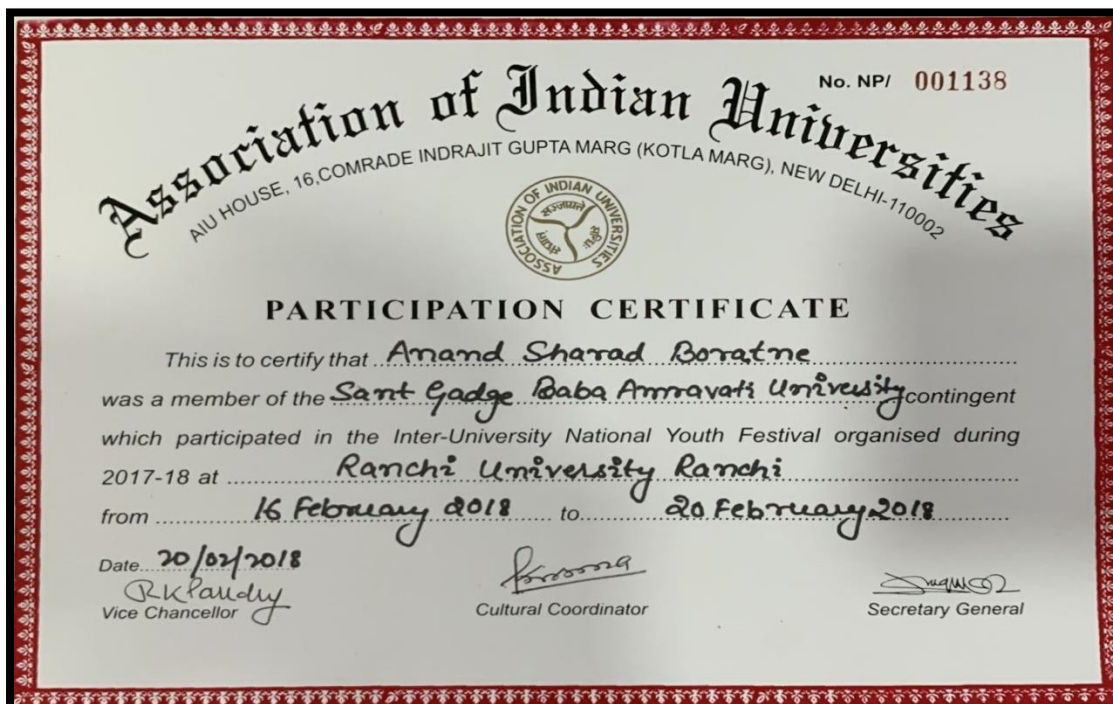 No. NP/ 001138
Association of Indian Universities
AIU HOUSE, 16,COMRADE INDRAJIT GUPTA MARG (KOTLA MARG), NEW DELHI-110002
ASSOCIATION OF INDIAN UNIVERSITIES
PARTICIPATION CERTIFICATE
This is to certify that Anand Sharad Boratne
was a member of the Sant Gadge Baba Amravati University contingent
which participated in the Inter-University National Youth Festival organised during
2017-18 at Ranchi University Ranchi
from 16 February 2018 to 20 February 2018
Date 20/02/2018
RKPandey
Vice Chancellor Cultural Coordinator Secretary General